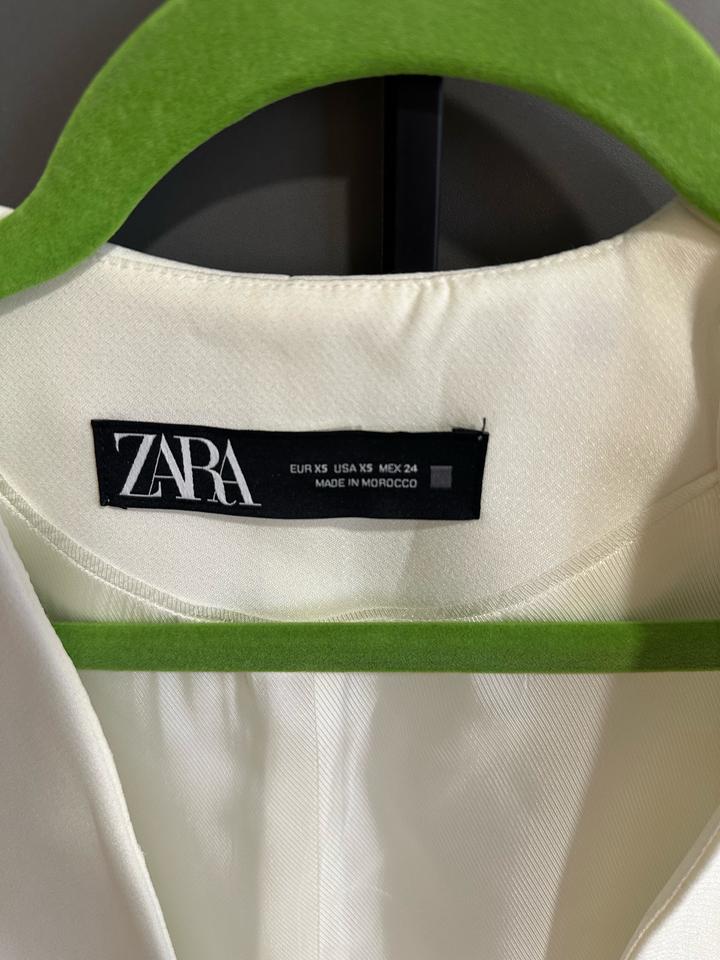 ZARA
EUR XS USA XS MEX 24
MADE IN MOROCCO